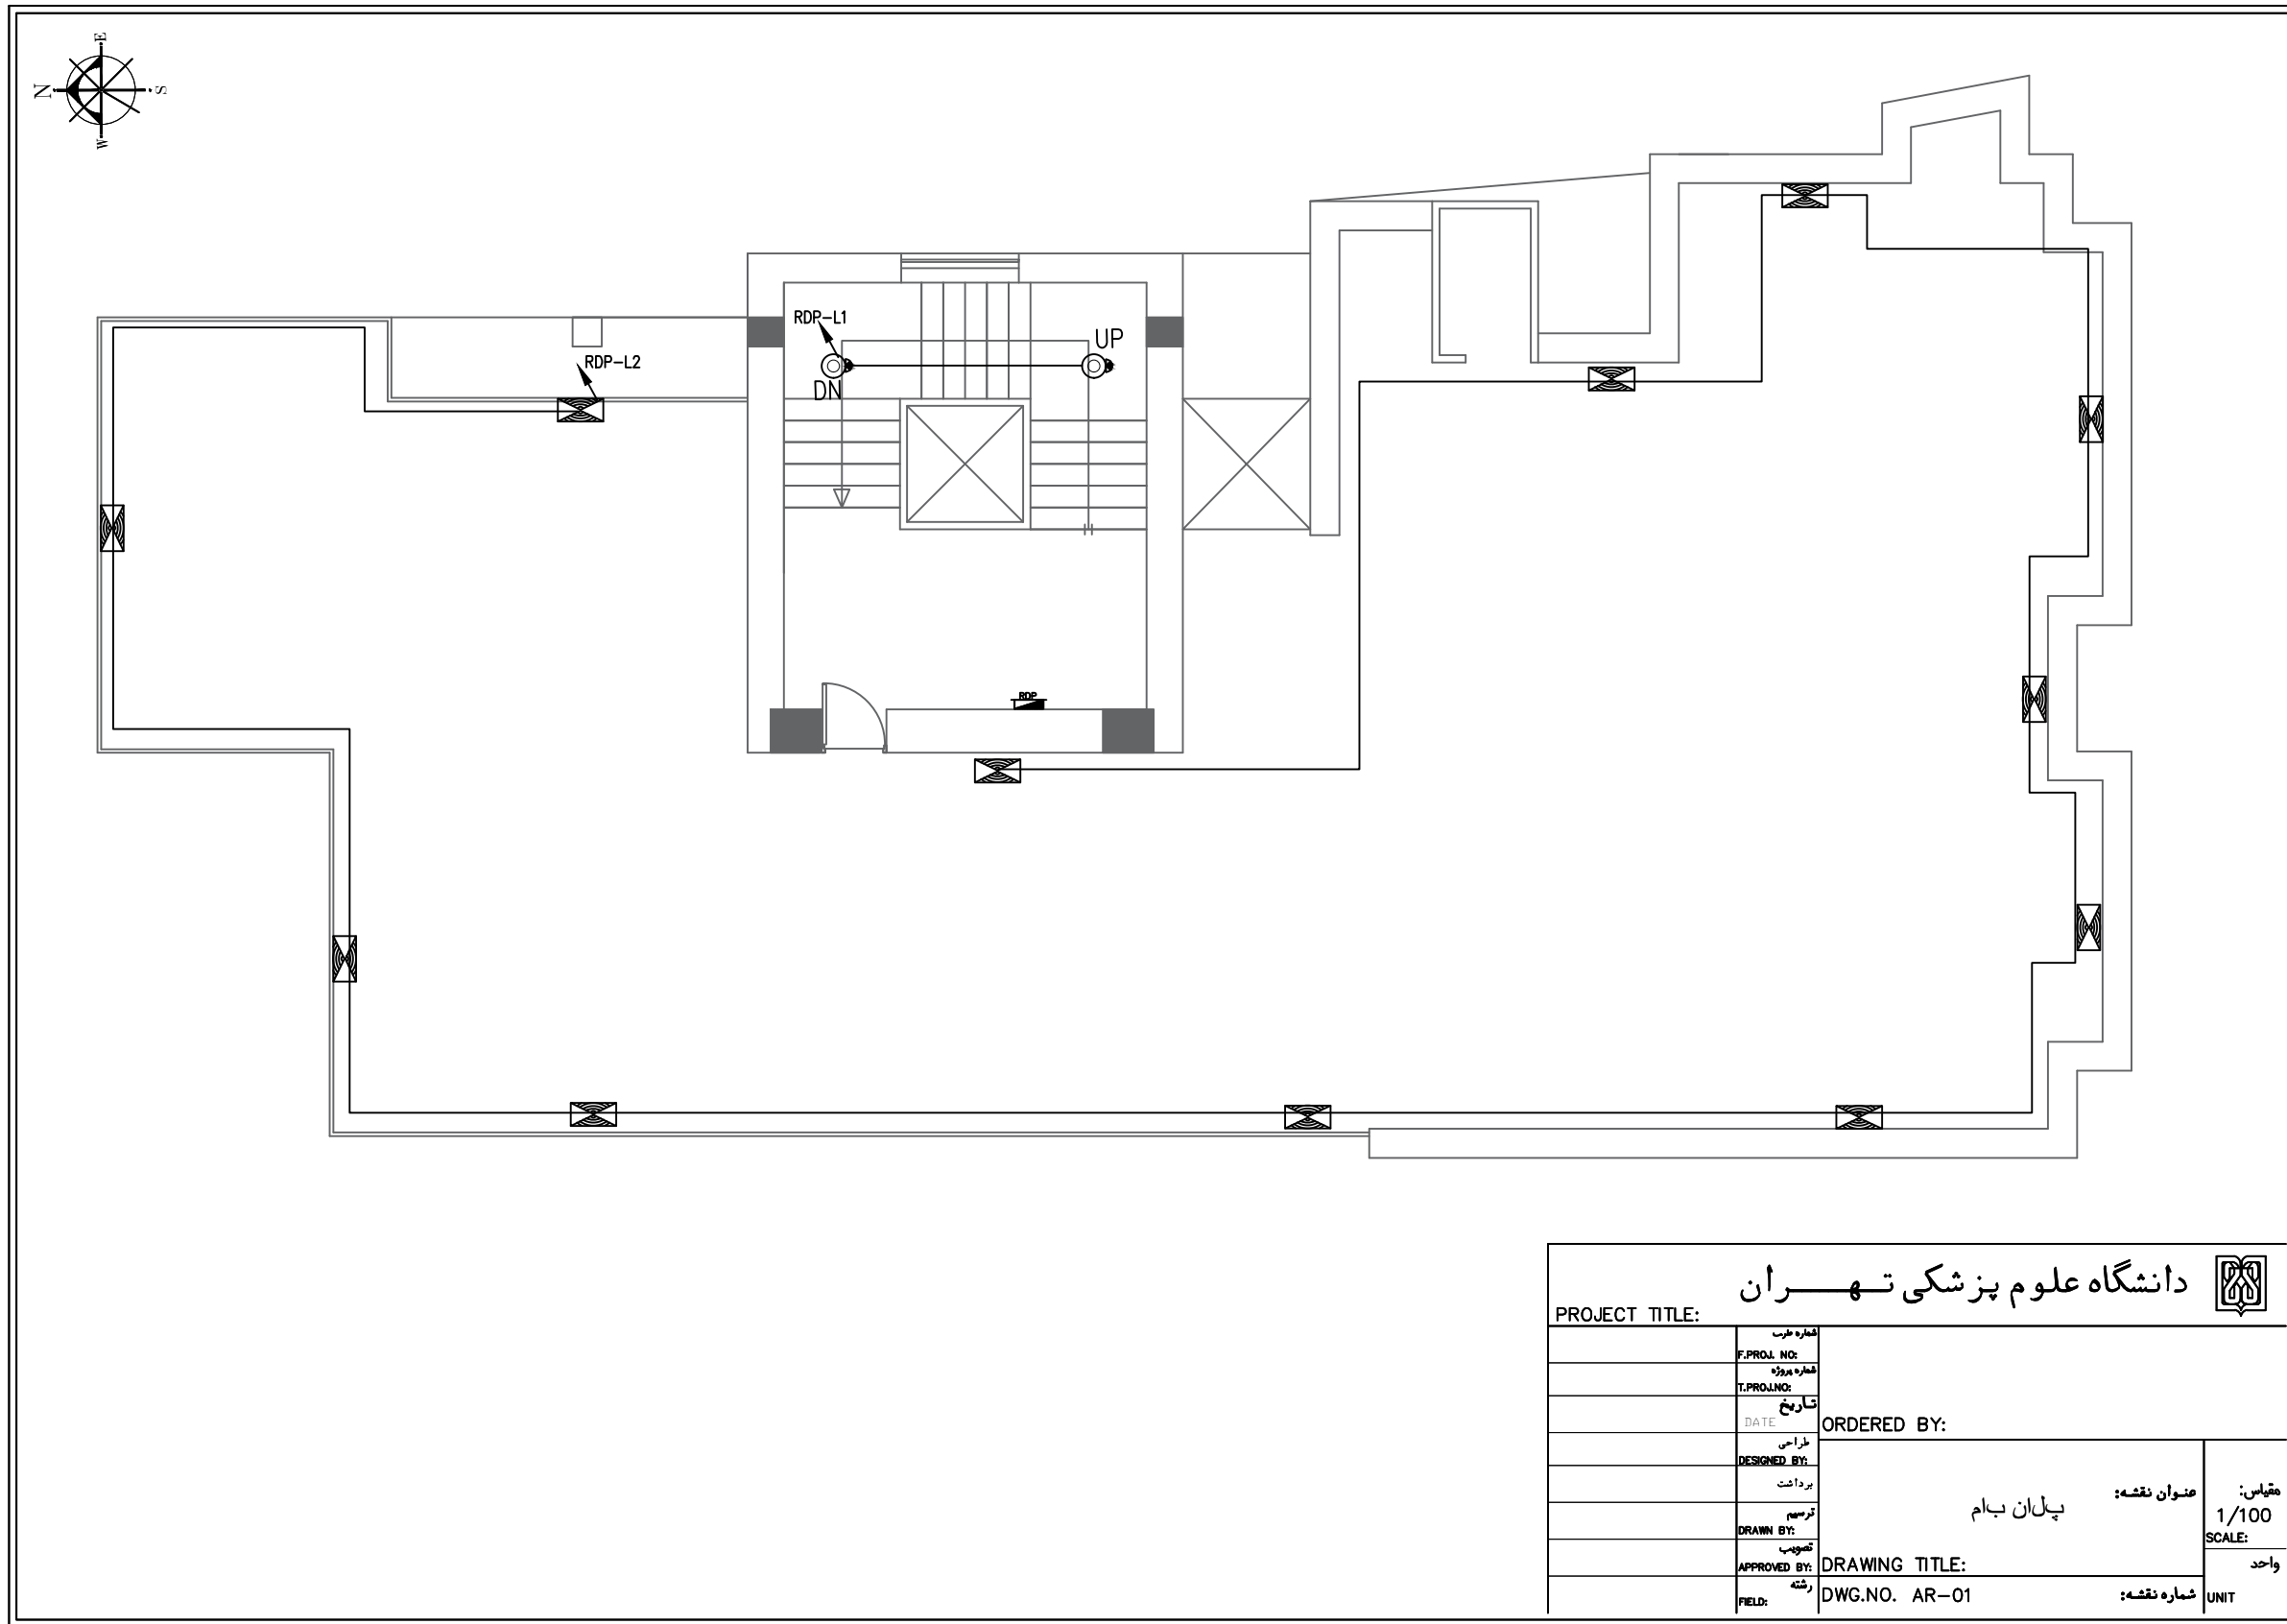 E
N
S
W
RDP-L1
UP
RDP-L2
DN
RDP
دانشگاه علوم پزشکی تهــــران
PROJECT TITLE:
شماره طرح
F.PROJ. NO:
شماره پروژه
T.PROJ.NO:
تاریخ
DATE
ORDERED BY:
طراحی
DESIGNED BY:
برداشت
عنوان نقشه:
پلان بام
مقیاس:
1/100
SCALE:
ترسیم
DRAWN BY:
تصویب
APPROVED BY:
DRAWING TITLE:
واحد
UNIT
رشته
FIELD:
DWG.NO. AR-01
شماره نقشه: